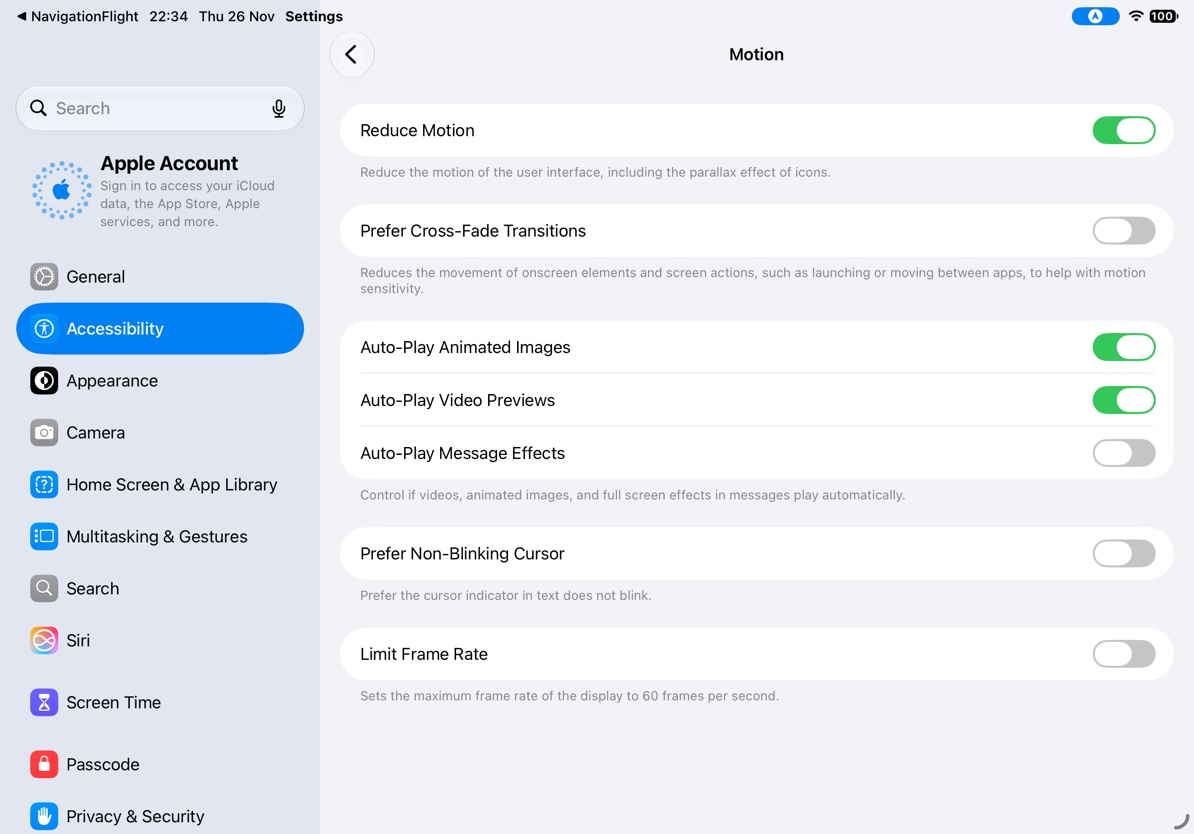 ◀ NavigationFlight 22:34 Thu 26 Nov Settings
100
Search
Apple Account
Sign in to access your iCloud
data, the App Store, Apple
services, and more.
General
Accessibility
Appearance
Camera
Home Screen & App Library
Multitasking & Gestures
Search
Siri
Screen Time
Passcode
Privacy & Security
Motion
Reduce Motion
Reduce the motion of the user interface, including the parallax effect of icons.
Prefer Cross-Fade Transitions
Reduces the movement of onscreen elements and screen actions, such as launching or moving between apps, to help with motion
sensitivity.
Auto-Play Animated Images
Auto-Play Video Previews
Auto-Play Message Effects
Control if videos, animated images, and full screen effects in messages play automatically.
Prefer Non-Blinking Cursor
Prefer the cursor indicator in text does not blink.
Limit Frame Rate
Sets the maximum frame rate of the display to 60 frames per second.